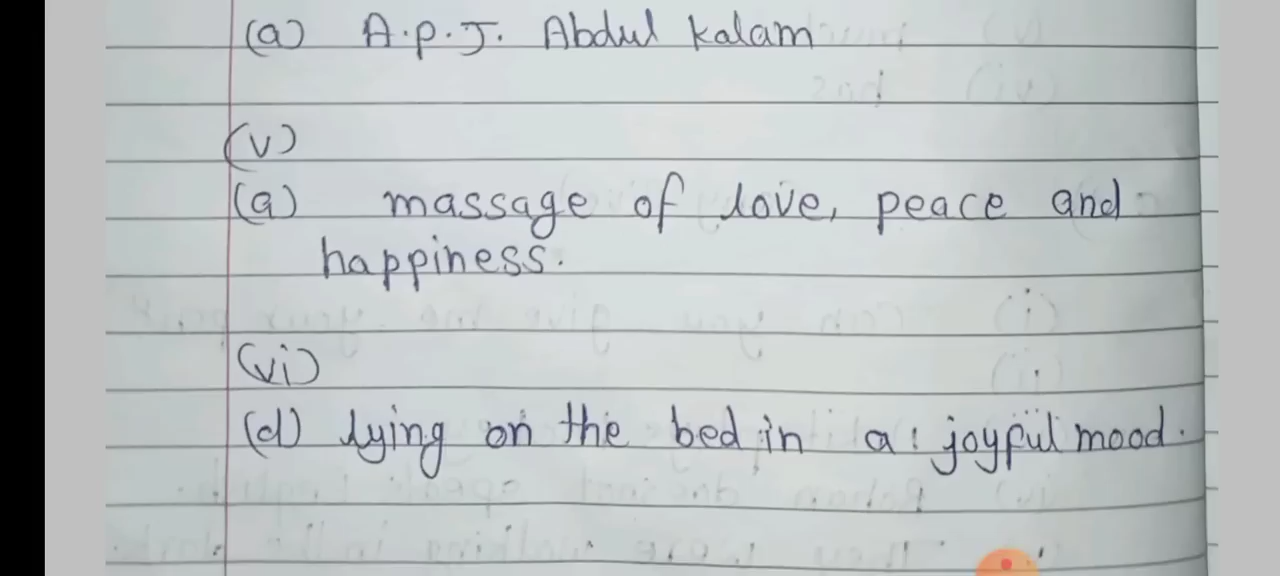 (a) A.p.J. Abdul kalam
(v)
(a) massage of love, peace and
happiness.
(vi)
(d) lying on the bed in a joyful mood.